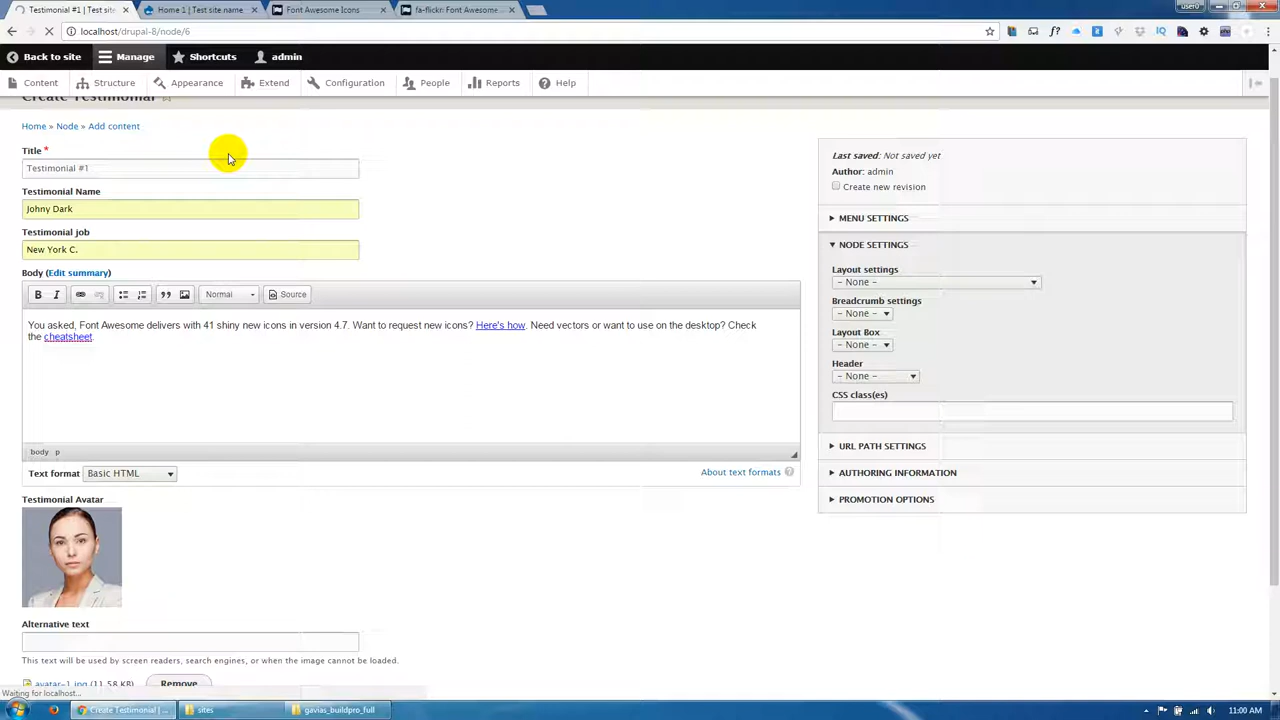 Testimonial #1 | Test sit
Home 1 | Test site name
Font Awesome Icons
fa-flickr: Font Awesome
user0
localhost/drupal-8/node/6
Back to site Manage Shortcuts admin
Content Structure Appearance Extend Configuration People Reports Help
Create Testimonial
Home » Node » Add content
Title *
Testimonial #1
Testimonial Name
Johny Dark
Testimonial job
New York C.
Body (Edit summary)
B I Normal Source
You asked, Font Awesome delivers with 41 shiny new icons in version 4.7. Want to request new icons? Here's how. Need vectors or want to use on the desktop? Check
the cheatsheet.
body p
Text format Basic HTML
About text formats
Testimonial Avatar
Alternative text
This text will be used by screen readers, search engines, or when the image cannot be loaded.
avatar-1.jpg (11.58 KB) Remove
Last saved: Not saved yet
Author: admin
Create new revision
MENU SETTINGS
NODE SETTINGS
Layout settings
- None -
Breadcrumb settings
- None -
Layout Box
- None -
Header
- None -
CSS class(es)
URL PATH SETTINGS
AUTHORING INFORMATION
PROMOTION OPTIONS
Waiting for localhost...
Create Testimonial | ...
sites
gavias_buildpro_full
11:00 AM